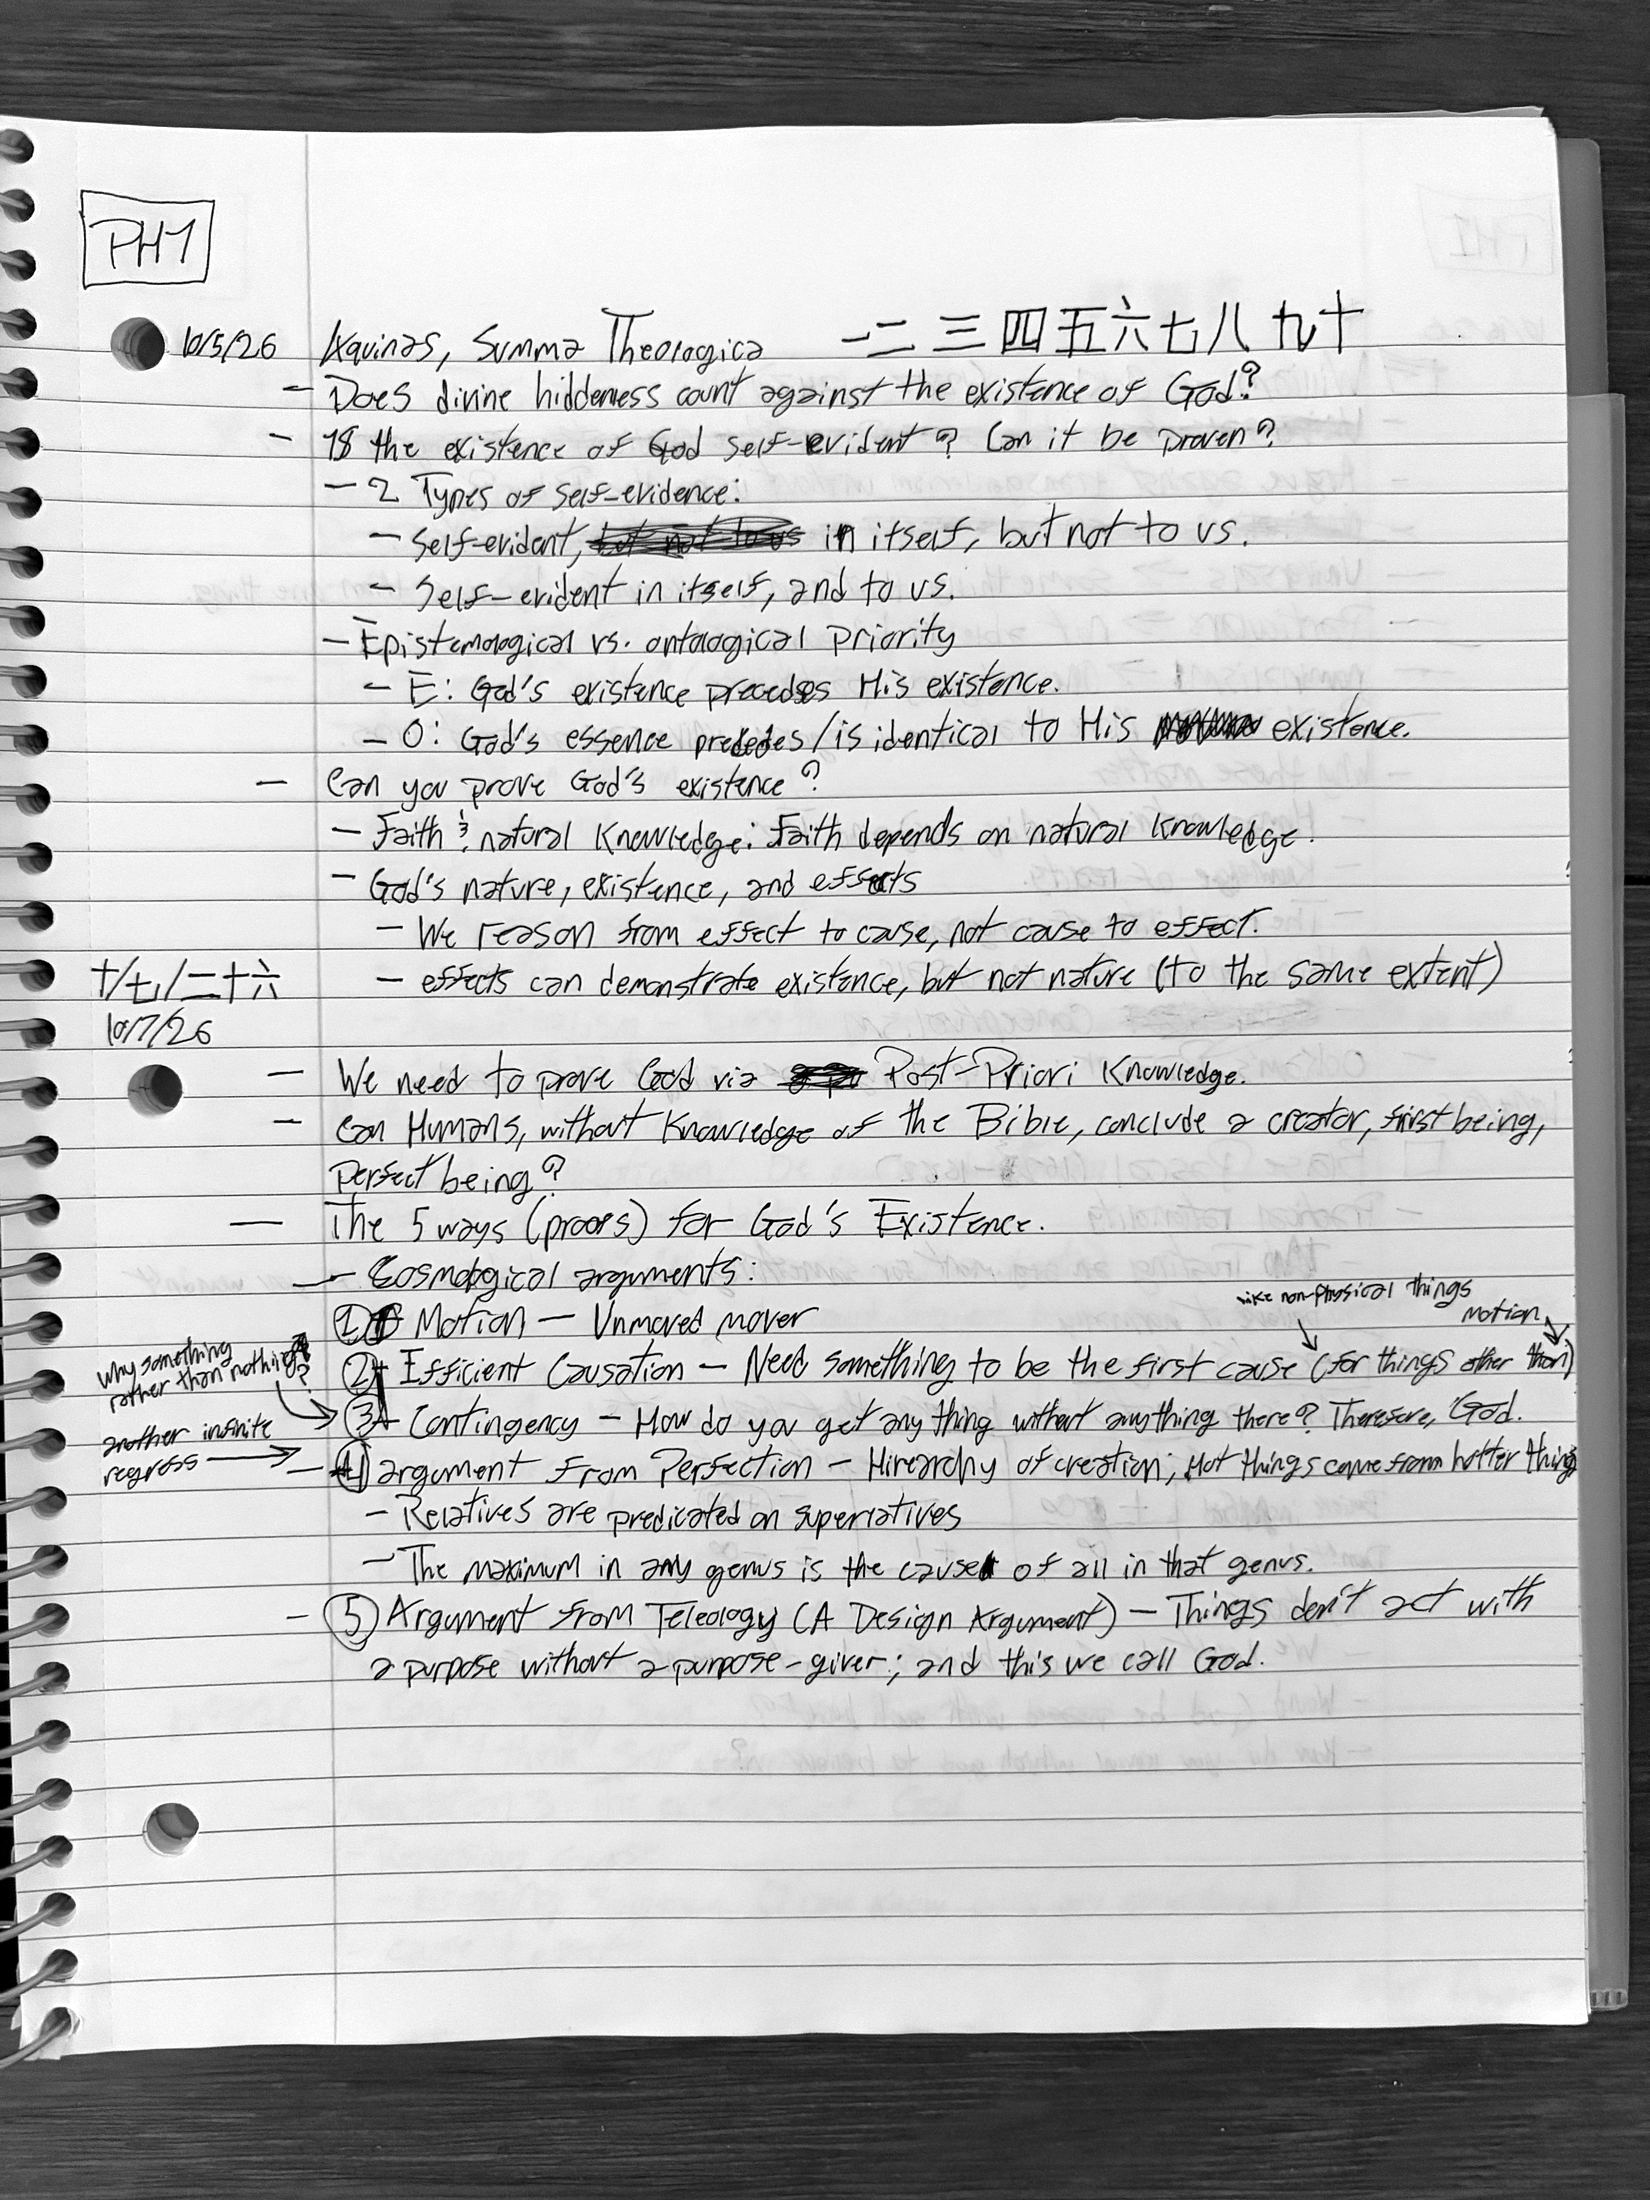 PHI
10/5/26 Aquinas, Summa Theologica 一 二 三 四 五 六 七 八 九 十
- Does divine hiddenness count against the existence of God?
- Is the existence of God self-evident? Can it be proven?
- 2 Types of self-evidence:
- Self-evident, in itself, but not to us.
- Self-evident in itself, and to us.
- Epistemological vs. ontological priority
- E: God's existence precedes His existence.
- O: God's essence precedes/is identical to His existence.
- Can you prove God's existence?
- Faith & natural knowledge: Faith depends on natural knowledge.
- God's nature, existence, and effects
- We reason from effect to cause, not cause to effect.
十/七/二十六 - effects can demonstrate existence, but not nature (to the same extent)
10/7/26
- We need to prove God via Post-Priori knowledge.
- Can Humans, without knowledge of the Bible, conclude a creator, first being,
perfect being?
- The 5 ways (proofs) for God's Existence.
- Cosmological arguments:
like non-physical things
① Motion - Unmoved mover
motion
why something
rather than nothing?
② Efficient Causation - Need something to be the first cause (for things other than)
③ Contingency - How do you get anything without anything there? Therefore, God.
another infinite
regress
- ④ argument from Perfection - Hirearchy of creation; Hot things come from hotter things
- Relatives are predicated on superlatives
- The maximum in any genus is the cause of all in that genus.
- ⑤ Argument from Teleology (A Design Argument) - Things don't act with
a purpose without a purpose-giver; and this we call God.